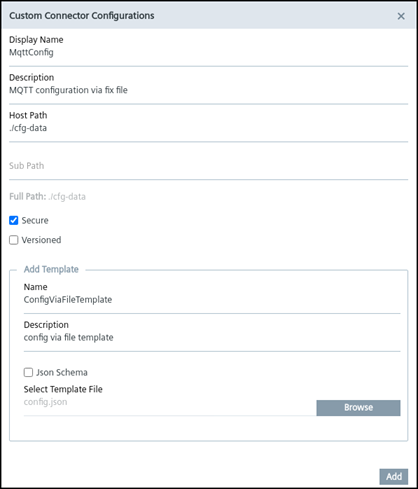 Custom Connector Configurations
Display Name
MqttConfig
Description
MQTT configuration via fix file
Host Path
./cfg-data
Sub Path
Full Path: ./cfg-data
Secure
Versioned
Add Template
Name
ConfigViaFileTemplate
Description
config via file template
Json Schema
Select Template File
config.json
Browse
Add